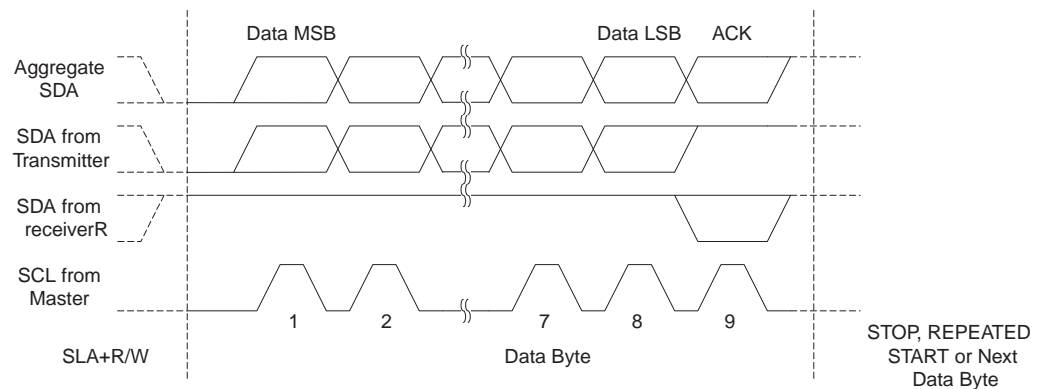 Data MSB
Data LSB
ACK
Aggregate
SDA
SDA from
Transmitter
SDA from
receiverR
SCL from
Master
1
2
7
8
9
SLA+R/W
Data Byte
STOP, REPEATED
START or Next
Data Byte